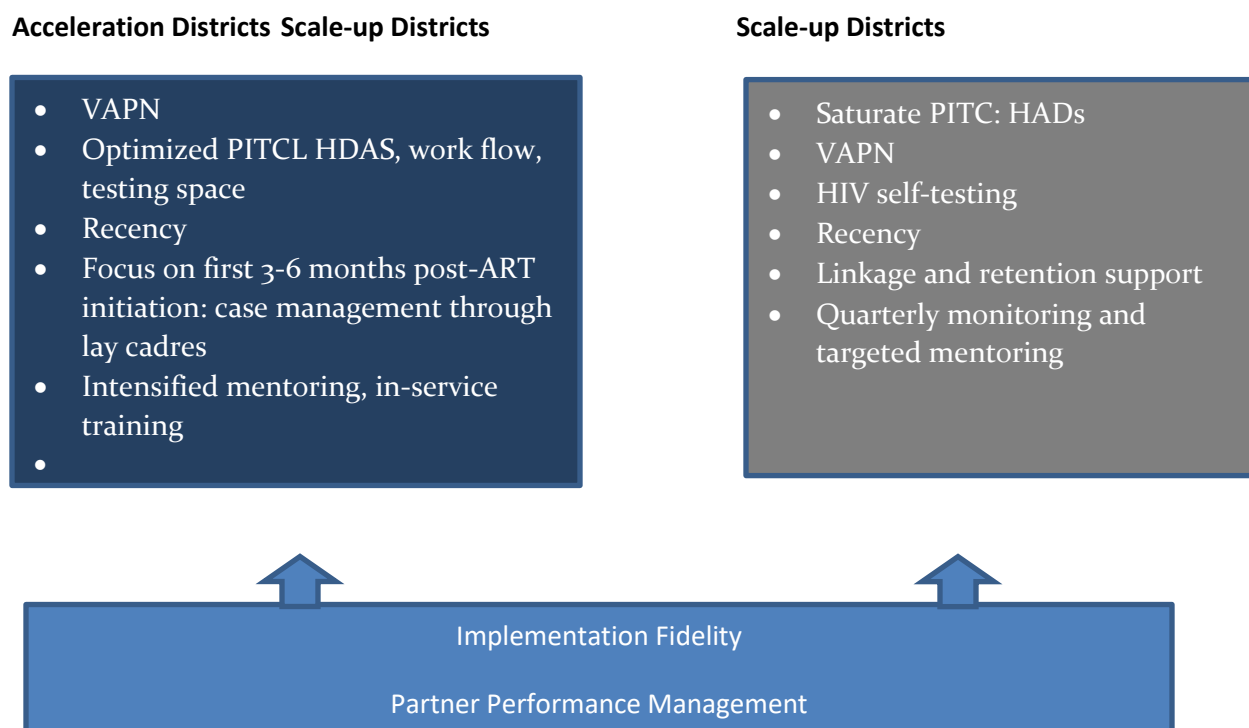 Acceleration Districts Scale-up Districts
Scale-up Districts
• VAPN
• Optimized PITCL HDAS, work flow,
testing space
• Recency
• Focus on first 3-6 months post-ART
initiation: case management through
lay cadres
• Intensified mentoring, in-service
training
•
• Saturate PITC: HADs
• VAPN
• HIV self-testing
• Recency
• Linkage and retention support
• Quarterly monitoring and
targeted mentoring
Implementation Fidelity
Partner Performance Management